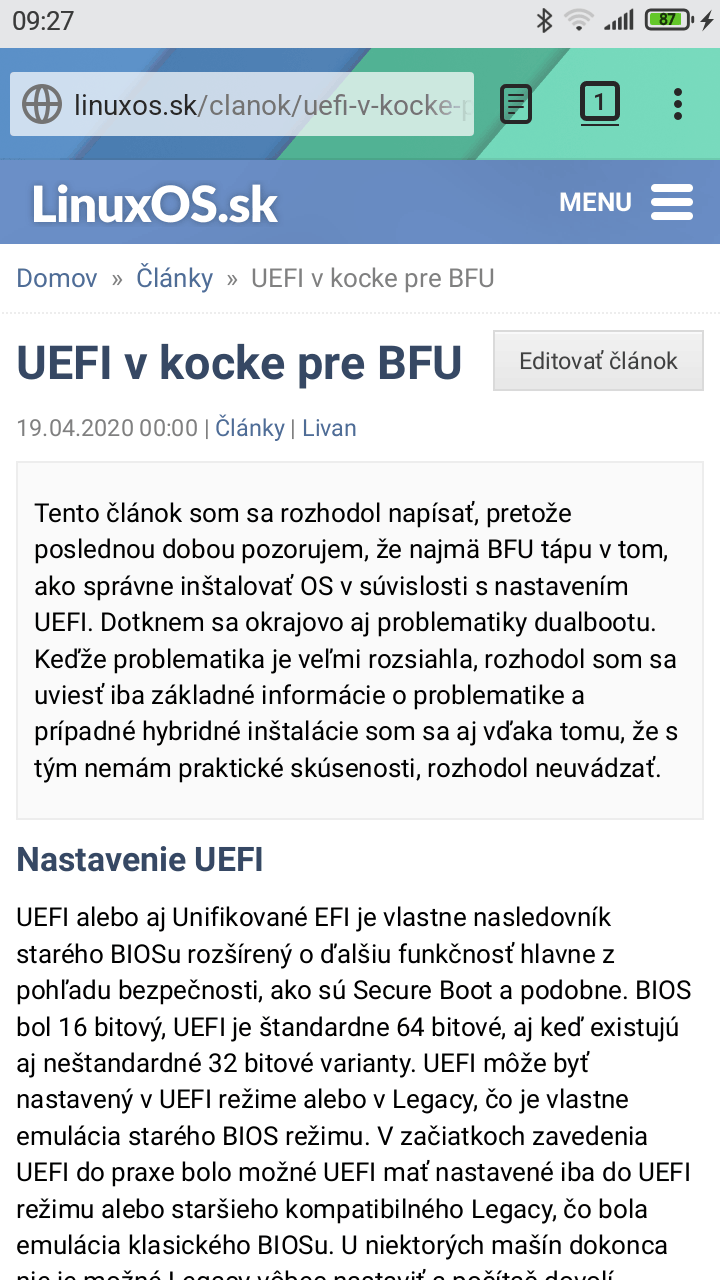 09:27
87
linuxos.sk/clanok/uefi-v-kocke-p
1
LinuxOS.sk
MENU
Domov » Články » UEFI v kocke pre BFU
UEFI v kocke pre BFU
Editovať článok
19.04.2020 00:00 | Články | Livan
Tento článok som sa rozhodol napísať, pretože
poslednou dobou pozorujem, že najmä BFU tápu v tom,
ako správne inštalovať OS v súvislosti s nastavením
UEFI. Dotknem sa okrajovo aj problematiky dualbootu.
Keďže problematika je veľmi rozsiahla, rozhodol som sa
uviesť iba základné informácie o problematike a
prípadné hybridné inštalácie som sa aj vďaka tomu, že s
tým nemám praktické skúsenosti, rozhodol neuvádzať.
Nastavenie UEFI
UEFI alebo aj Unifikované EFI je vlastne nasledovník
starého BIOSu rozšírený o ďalšiu funkčnosť hlavne z
pohľadu bezpečnosti, ako sú Secure Boot a podobne. BIOS
bol 16 bitový, UEFI je štandardne 64 bitové, aj keď existujú
aj neštandardné 32 bitové varianty. UEFI môže byť
nastavený v UEFI režime alebo v Legacy, čo je vlastne
emulácia starého BIOS režimu. V začiatkoch zavedenia
UEFI do praxe bolo možné UEFI mať nastavené iba do UEFI
režimu alebo staršieho kompatibilného Legacy, čo bola
emulácia klasického BIOSu. U niektorých mašín dokonca
nie je možné Legacy vôbec nastaviť a počítač dovolí